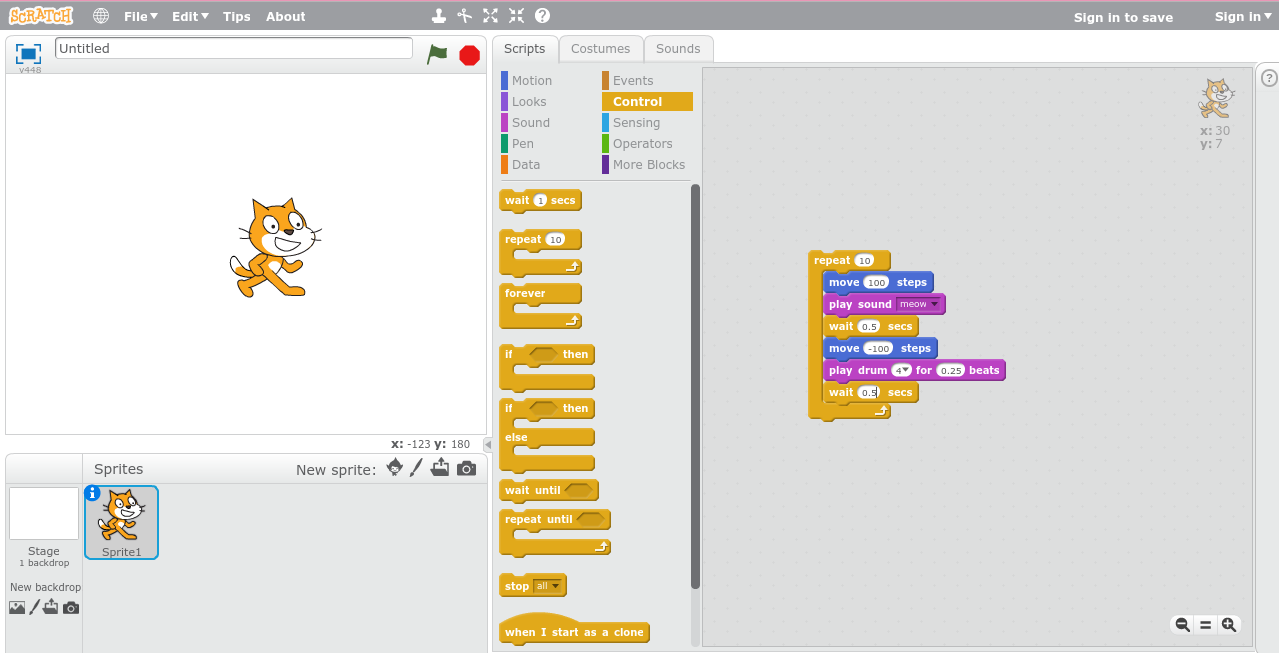 SCRATCH File Edit Tips About Sign in to save Sign in
Untitled
v448
Scripts Costumes Sounds
Motion Events
Looks Control
Sound Sensing
Pen Operators
Data More Blocks
wait 1 secs
repeat 10
forever
if then
if then
else
wait until
repeat until
stop all
when I start as a clone
x: 30
y: 7
repeat 10
move 100 steps
play sound meow
wait 0.5 secs
move -100 steps
play drum 4 for 0.25 beats
wait 0.5 secs
x: -123 y: 180
Sprites New sprite:
Stage
1 backdrop
New backdrop
Sprite1